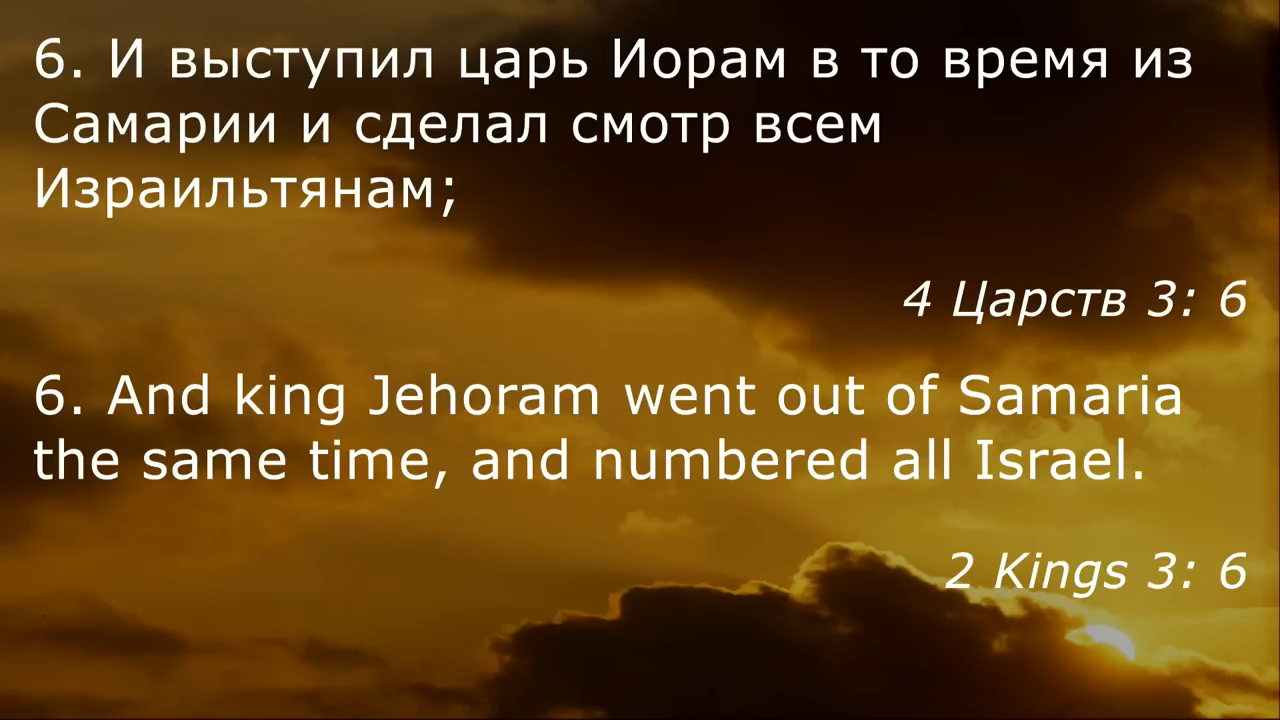 6. И выступил царь Иорам в то время из
Самарии и сделал смотр всем
Израильтянам;
4 Царств 3: 6
6. And king Jehoram went out of Samaria
the same time, and numbered all Israel.
2 Kings 3: 6